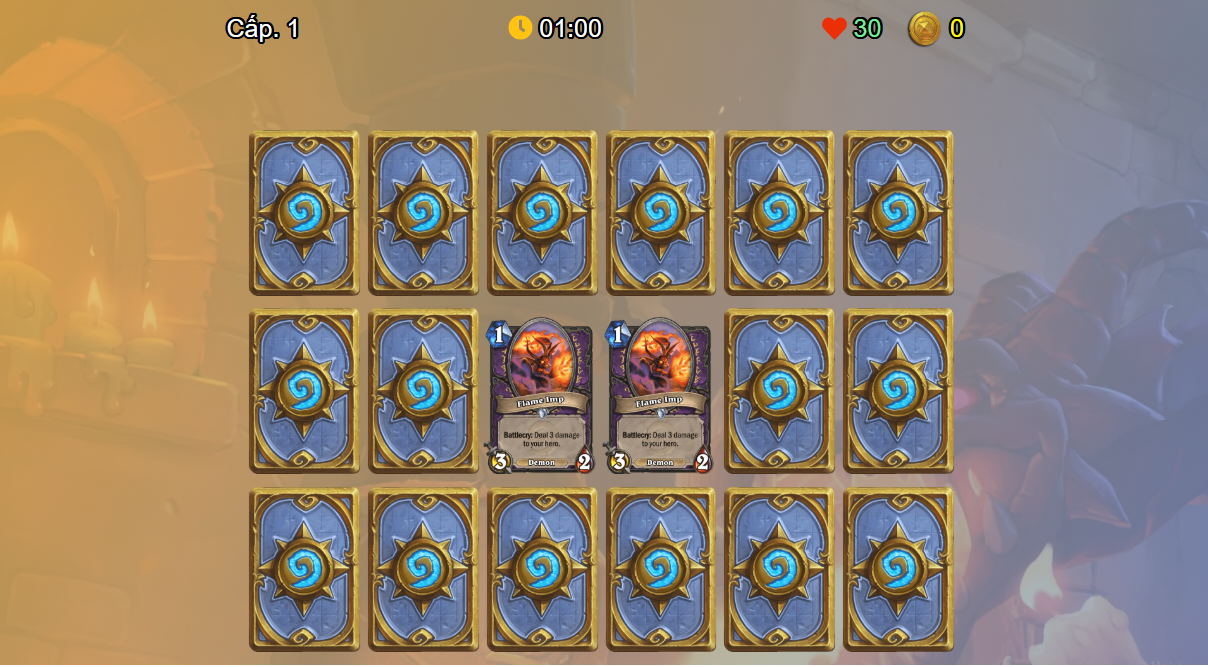 Cấp. 1
01:00
30
0
1
Flame Imp
Battlecry: Deal 3 damage
to your hero.
3
Demon
2
1
Flame Imp
Battlecry: Deal 3 damage
to your hero.
3
Demon
2